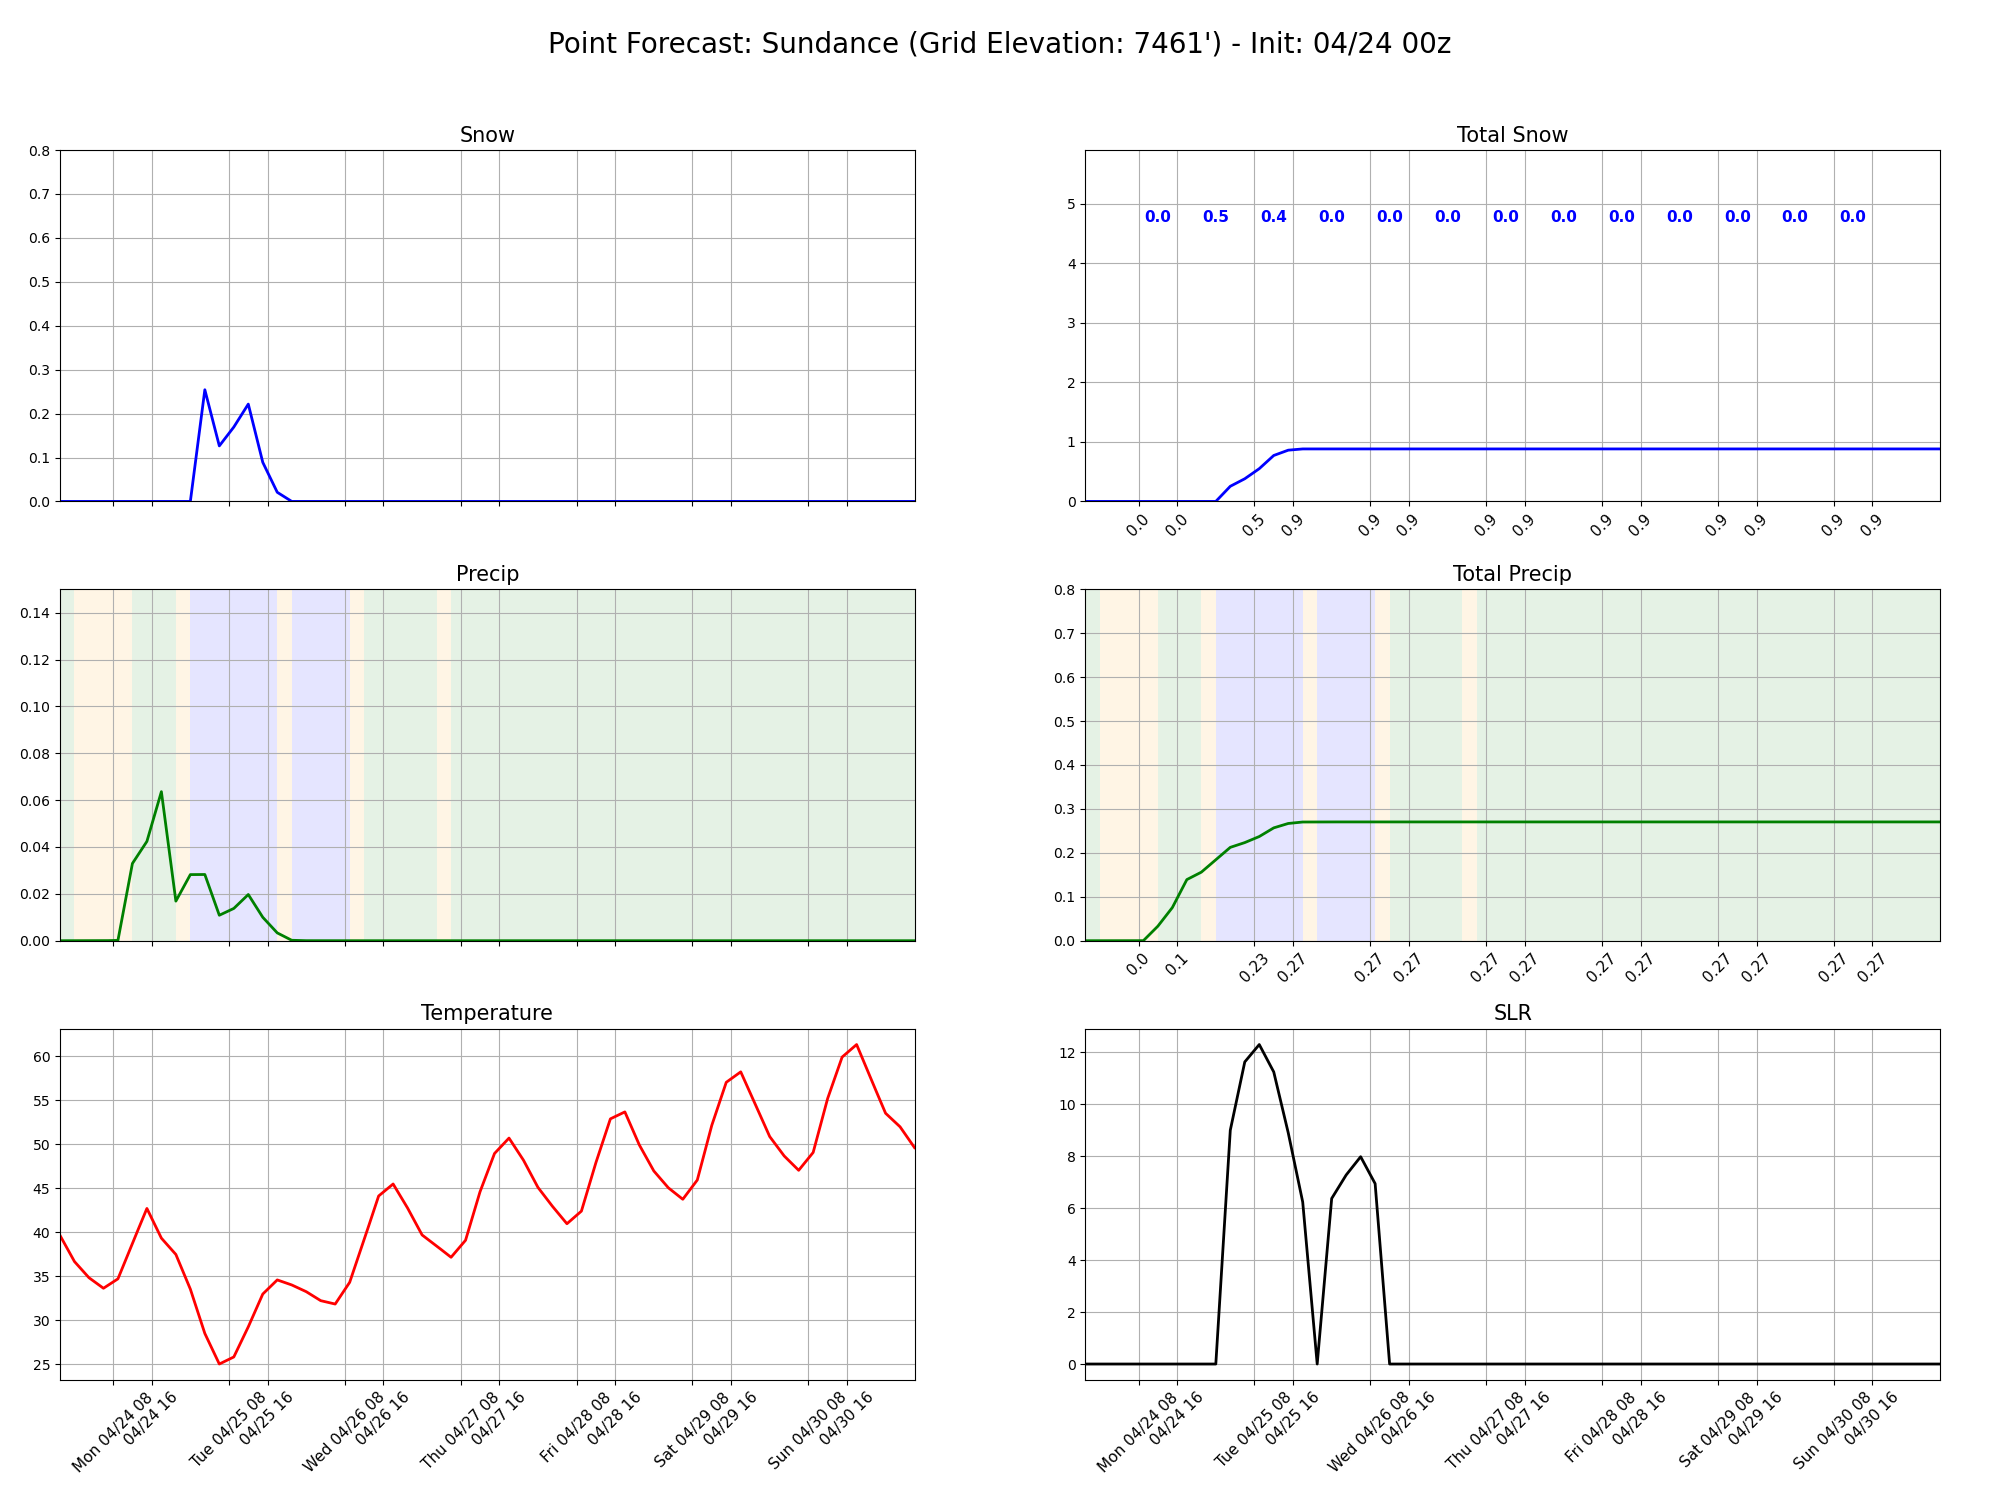 Point Forecast: Sundance (Grid Elevation: 7461') - Init: 04/24 00z
Snow
0.8
0.7
0.6
0.5
0.4
0.3
0.2
0.1
0.0
Total Snow
5
4
3
2
1
0
0.0 0.5 0.4 0.0 0.0 0.0 0.0 0.0 0.0 0.0 0.0 0.0 0.0
0.0 0.0 0.5 0.9 0.9 0.9 0.9 0.9 0.9 0.9 0.9 0.9 0.9 0.9
Precip
0.14
0.12
0.10
0.08
0.06
0.04
0.02
0.00
Total Precip
0.8
0.7
0.6
0.5
0.4
0.3
0.2
0.1
0.0
0.0 0.1 0.23 0.27 0.27 0.27 0.27 0.27 0.27 0.27 0.27 0.27 0.27 0.27
Temperature
60
55
50
45
40
35
30
25
Mon 04/24 08
04/24 16
Tue 04/25 08
04/25 16
Wed 04/26 08
04/26 16
Thu 04/27 08
04/27 16
Fri 04/28 08
04/28 16
Sat 04/29 08
04/29 16
Sun 04/30 08
04/30 16
SLR
12
10
8
6
4
2
0
Mon 04/24 08
04/24 16
Tue 04/25 08
04/25 16
Wed 04/26 08
04/26 16
Thu 04/27 08
04/27 16
Fri 04/28 08
04/28 16
Sat 04/29 08
04/29 16
Sun 04/30 08
04/30 16